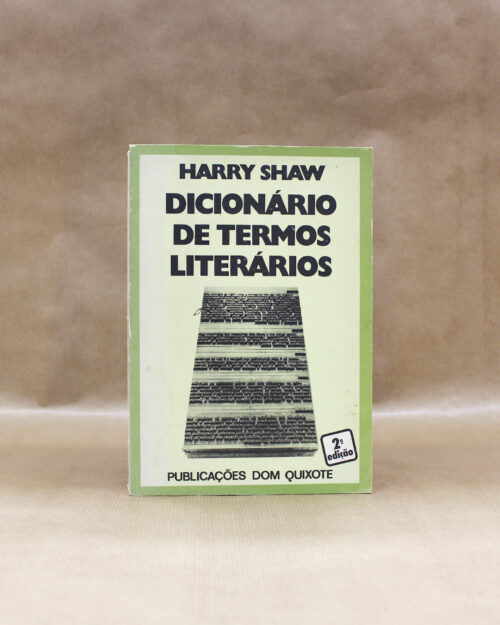 HARRY SHAW
DICIONÁRIO
DE TERMOS
LITERÁRIOS
2ª
edição
PUBLICAÇÕES DOM QUIXOTE